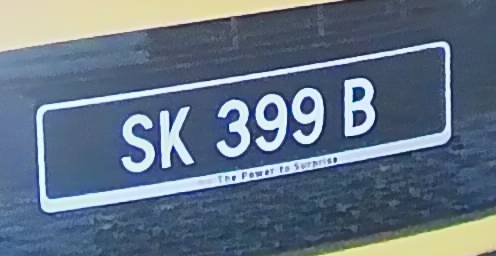 SK 399 B
The Power to Surprise